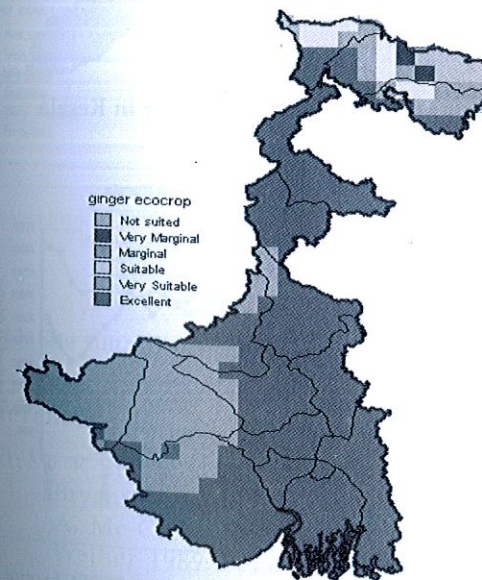 ginger ecocrop
Not suited
Very Marginal
Marginal
Suitable
Very Suitable
Excellent